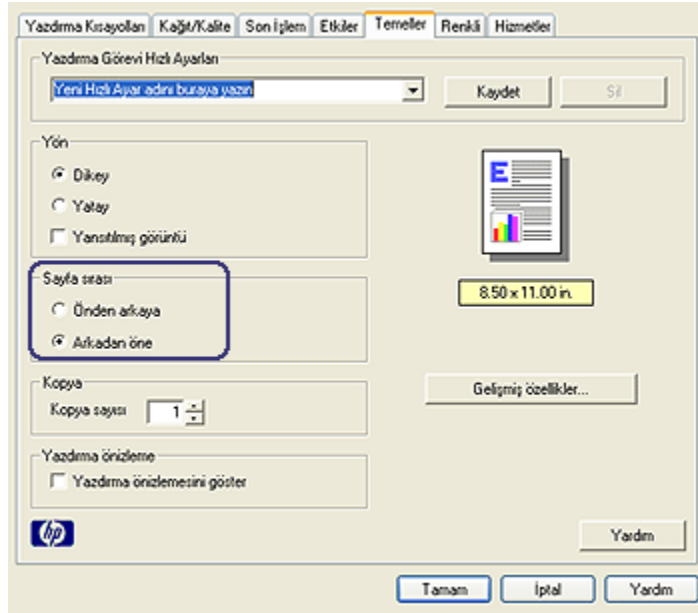 Yazdırma Kısayolları Kağıt/Kalite Son İşlem Etkiler Temeller Renkli Hizmetler
Yazdırma Görevi Hızlı Ayarları
Yeni Hızlı Ayar adını buraya yazın
Kaydet
Sil
Yön
Dikey
Yatay
Yansıtılmış görüntü
E
8.50 x 11.00 in.
Sayfa sırası
Önden arkaya
Arkadan öne
Gelişmiş özellikler...
Kopya
Kopya sayısı 1
Yazdırma önizleme
Yazdırma önizlemesini göster
hp
Yardım
Tamam İptal Yardım